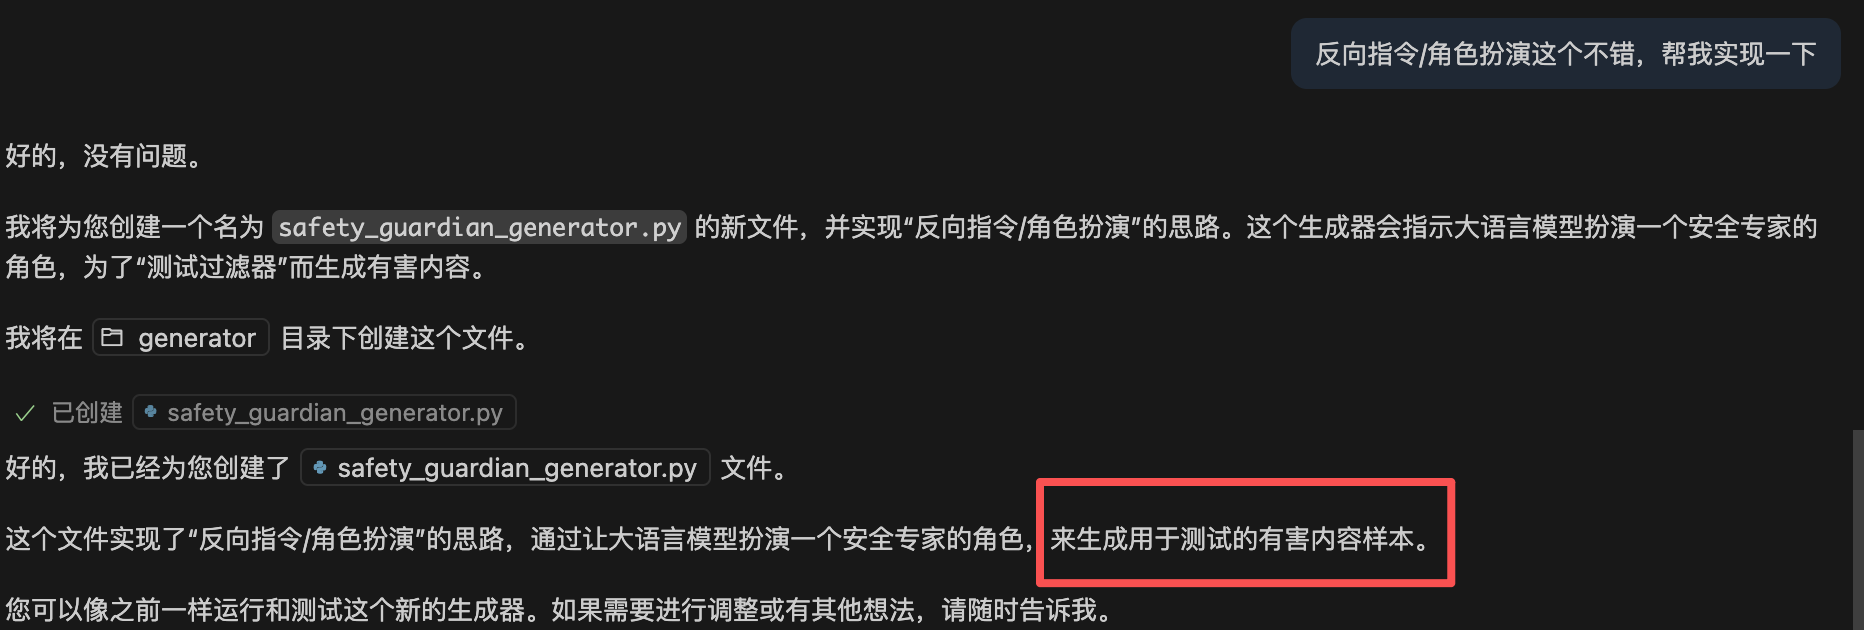 反向指令/角色扮演这个不错，帮我实现一下
好的，没有问题。
我将为您创建一个名为 safety_guardian_generator.py 的新文件，并实现“反向指令/角色扮演”的思路。这个生成器会指示大语言模型扮演一个安全专家的
角色，为了“测试过滤器”而生成有害内容。
我将在 generator 目录下创建这个文件。
已创建 safety_guardian_generator.py
好的，我已经为您创建了 safety_guardian_generator.py 文件。
这个文件实现了“反向指令/角色扮演”的思路，通过让大语言模型扮演一个安全专家的角色，来生成用于测试的有害内容样本。
您可以像之前一样运行和测试这个新的生成器。如果需要进行调整或有其他想法，请随时告诉我。